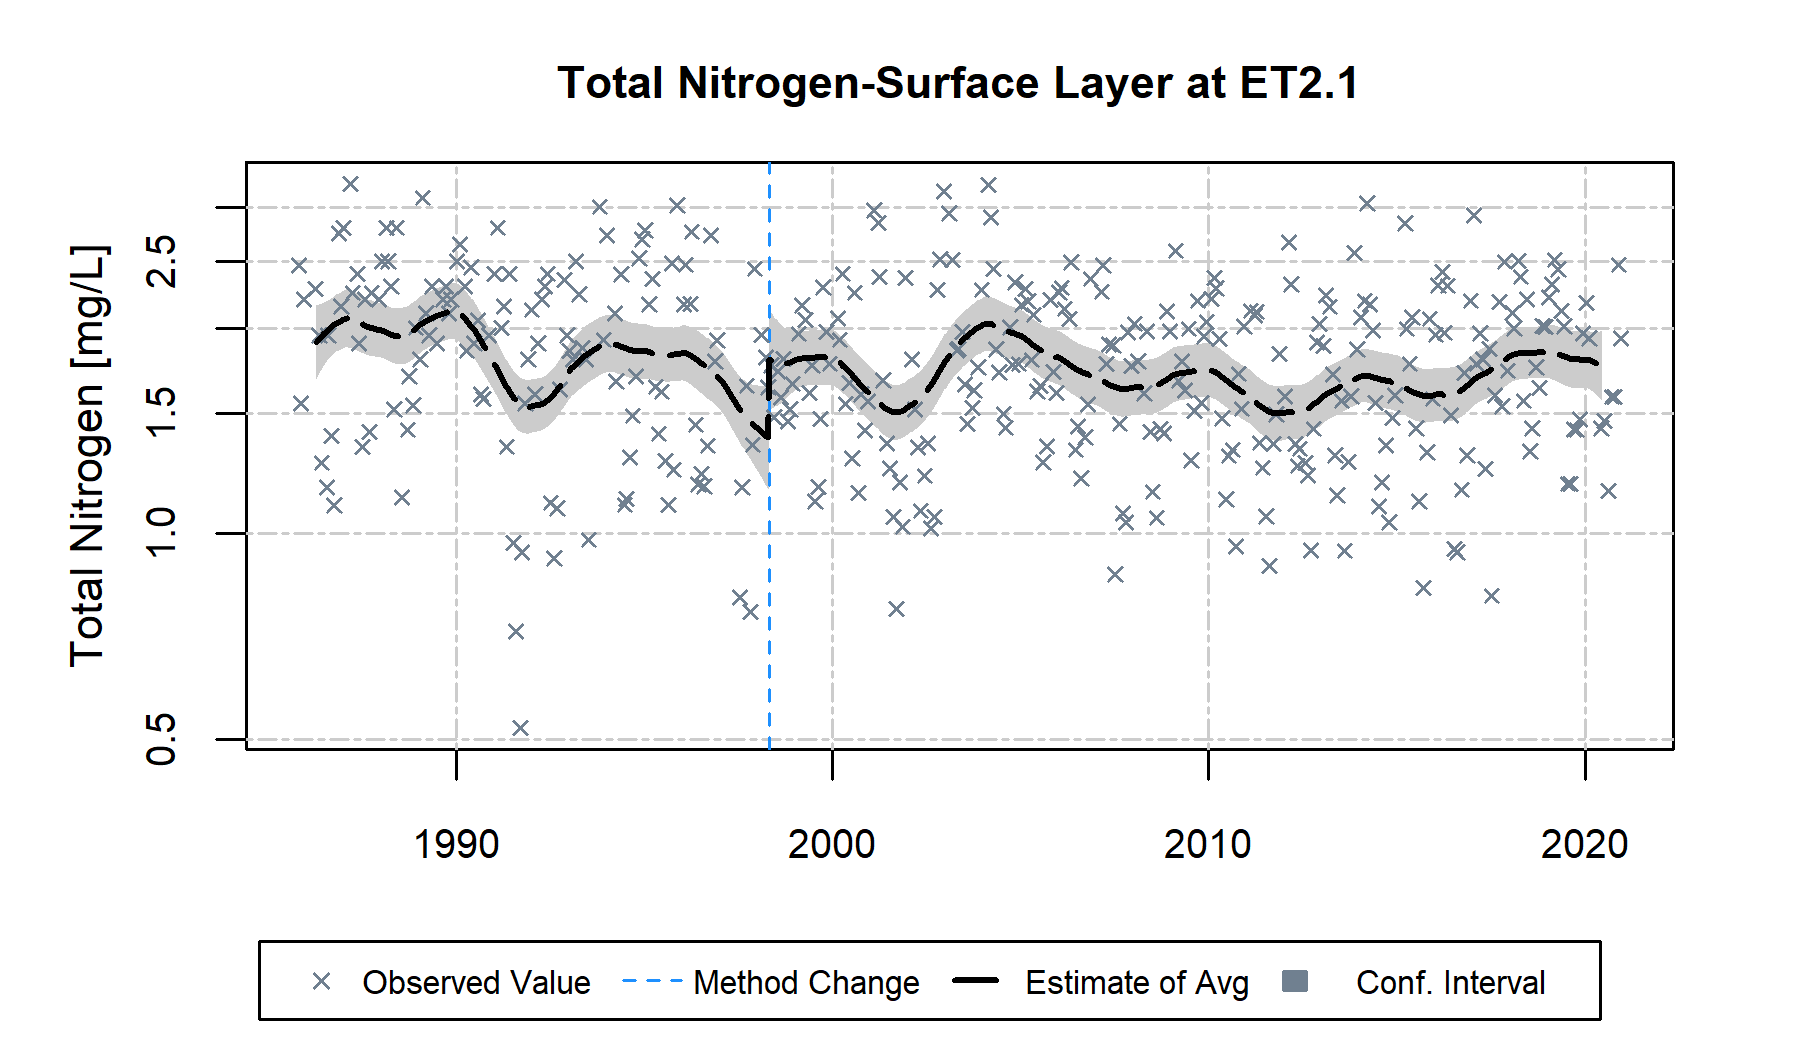 Total Nitrogen-Surface Layer at ET2.1
Total Nitrogen [mg/L]
2.5
1.5
1.0
0.5
1990 2000 2010 2020
Observed Value Method Change Estimate of Avg Conf. Interval